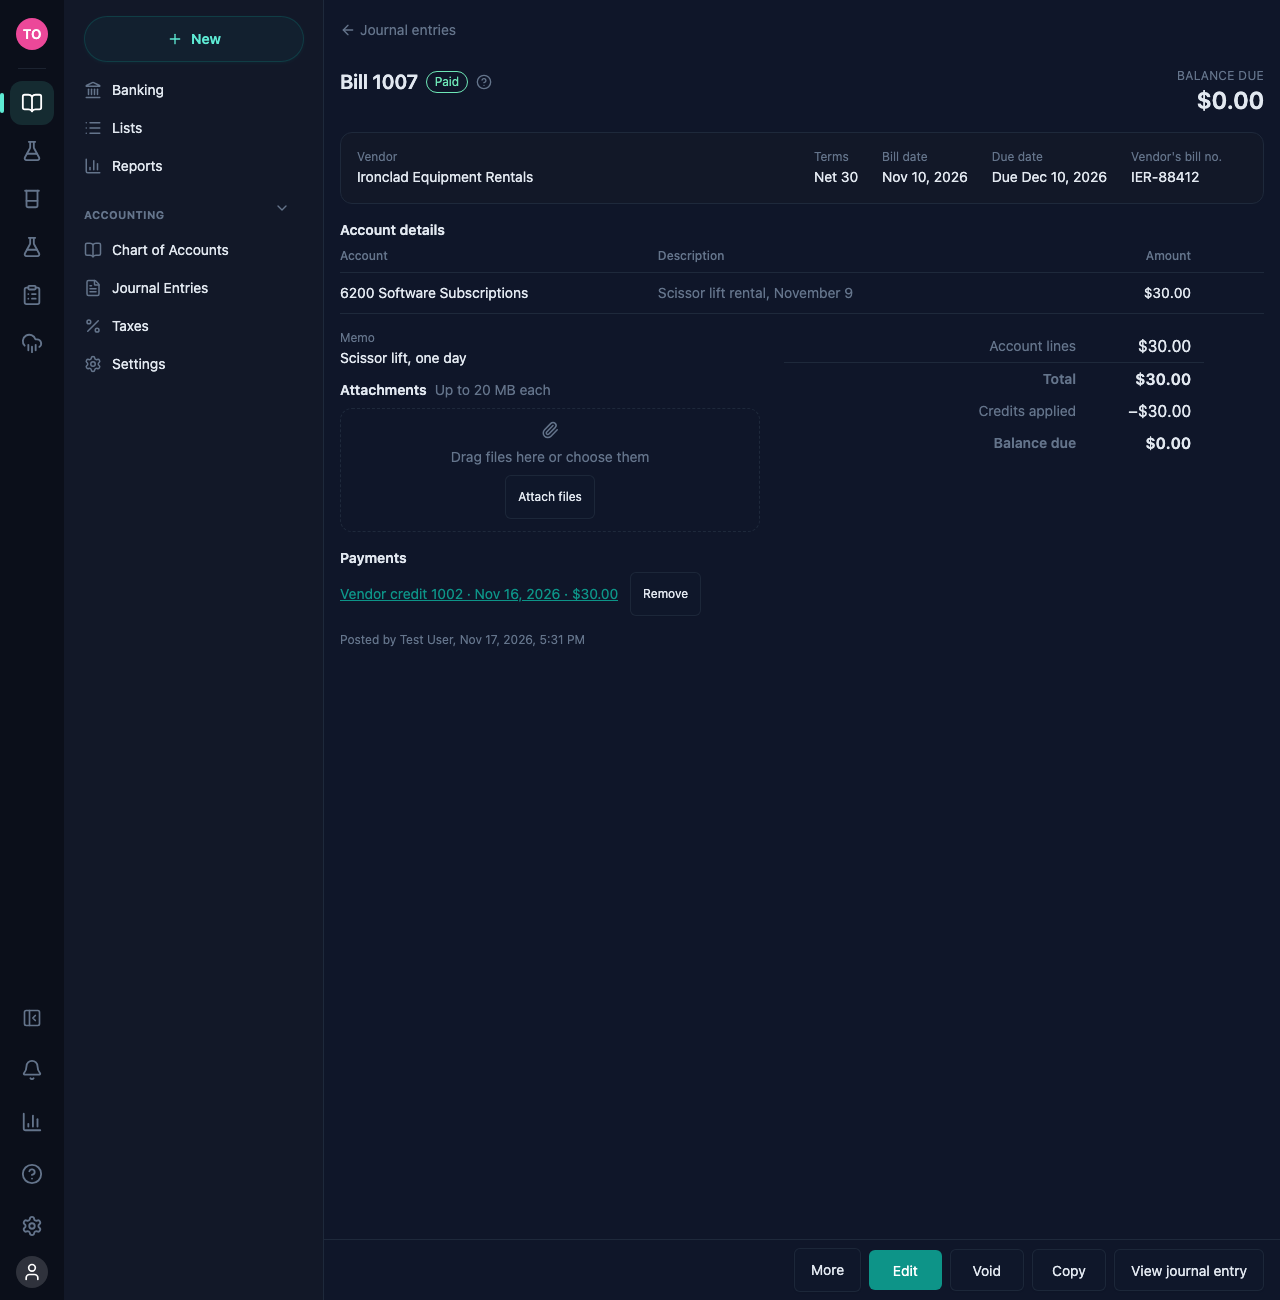 TO
New
Banking
Lists
Reports
ACCOUNTING
Chart of Accounts
Journal Entries
Taxes
Settings
Journal entries
Bill 1007 Paid
BALANCE DUE
$0.00
Vendor Terms Bill date Due date Vendor's bill no.
Ironclad Equipment Rentals Net 30 Nov 10, 2026 Due Dec 10, 2026 IER-88412
Account details
Account Description Amount
6200 Software Subscriptions Scissor lift rental, November 9 $30.00
Memo
Scissor lift, one day
Account lines $30.00
Total $30.00
Credits applied –$30.00
Balance due $0.00
Attachments Up to 20 MB each
Drag files here or choose them
Attach files
Payments
Vendor credit 1002 · Nov 16, 2026 · $30.00 Remove
Posted by Test User, Nov 17, 2026, 5:31 PM
More Edit Void Copy View journal entry